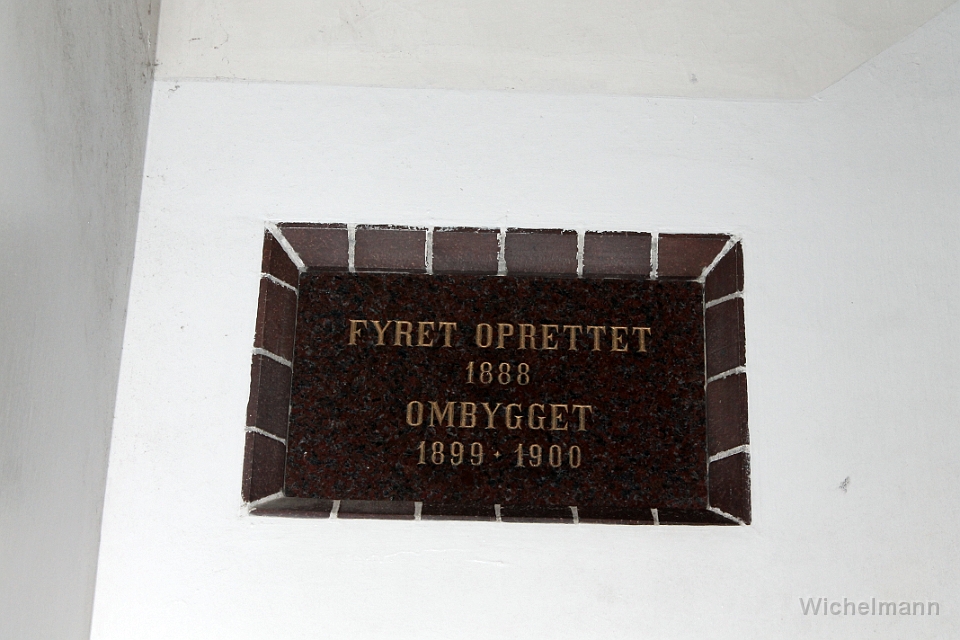 FYRET OPRETTET
1888
OMBYGGET
1899 · 1900
Wichelmann